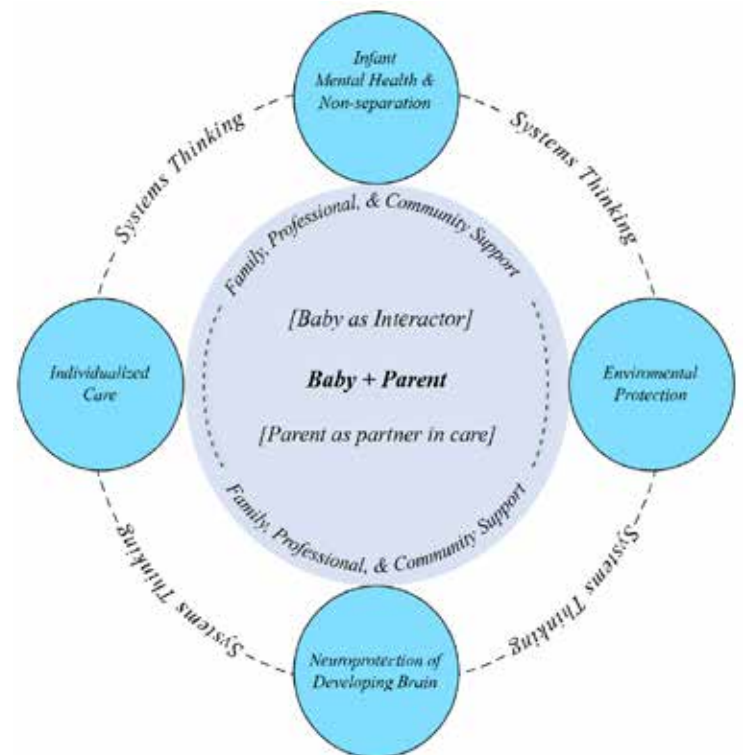 Infant
Mental Health &
Non-separation
Systems Thinking
Systems Thinking
Family, Professional, & Community Support
[Baby as Interactor]
Individualized
Care
Baby + Parent
Enviromental
Protection
[Parent as partner in care]
Family, Professional, & Community Support
Systems Thinking
Systems Thinking
Neuroprotection of
Developing Brain